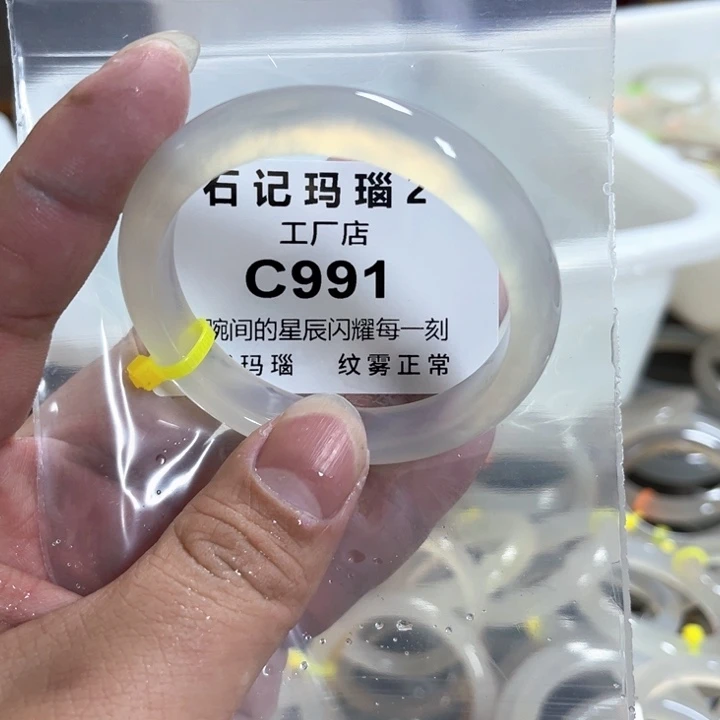 石记玛瑙2
工厂店
C991
腕间的星辰闪耀每一刻
玛瑙 纹雾正常